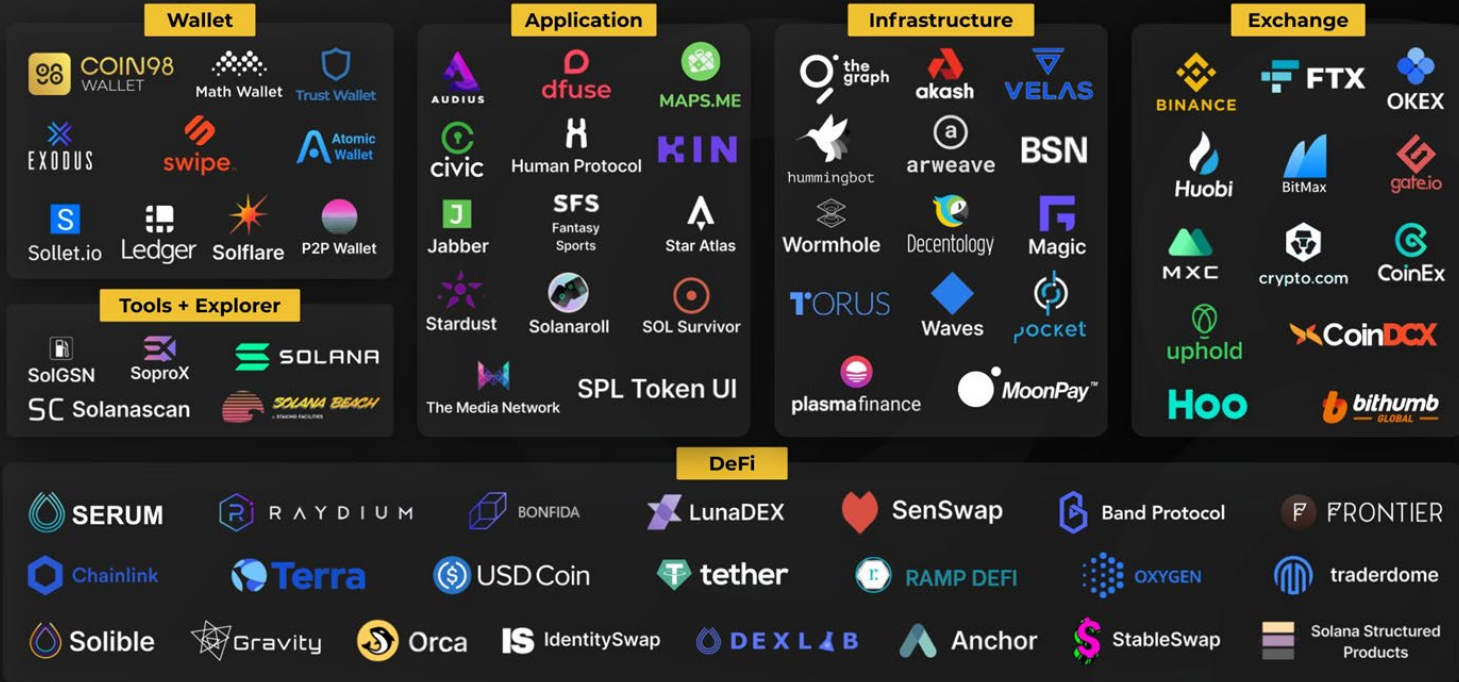 Wallet
98
COIN98
WALLET
Math Wallet
Trust Wallet
EXODUS
swipe
Atomic
Wallet
S
Sollet.io
Ledger
Solflare
P2P Wallet
Tools + Explorer
SolGSN
SoproX
SOLANA
SC Solanascan
SOLANA BEACH
Application
AUDIUS
dfuse
MAPS.ME
civic
Human Protocol
KIN
J
Jabber
SFS
Fantasy
Sports
Star Atlas
Stardust
Solanaroll
SOL Survivor
The Media Network
SPL Token UI
Infrastructure
the
graph
akash
VELAS
hummingbot
a
arweave
BSN
Wormhole
Decentology
Magic
TORUS
Waves
pocket
plasmafinance
MoonPay™
Exchange
BINANCE
FTX
OKEX
Huobi
BitMax
gate.io
MXC
crypto.com
CoinEx
uphold
CoinDCX
Hoo
bithumb
GLOBAL
DeFi
SERUM
RAYDIUM
BONFIDA
LunaDEX
SenSwap
Band Protocol
F FRONTIER
Chainlink
Terra
$ USD Coin
tether
RAMP DEFI
OXYGEN
traderdome
Solible
Gravity
Orca
IS IdentitySwap
DEXLAB
Anchor
$ StableSwap
Solana Structured
Products